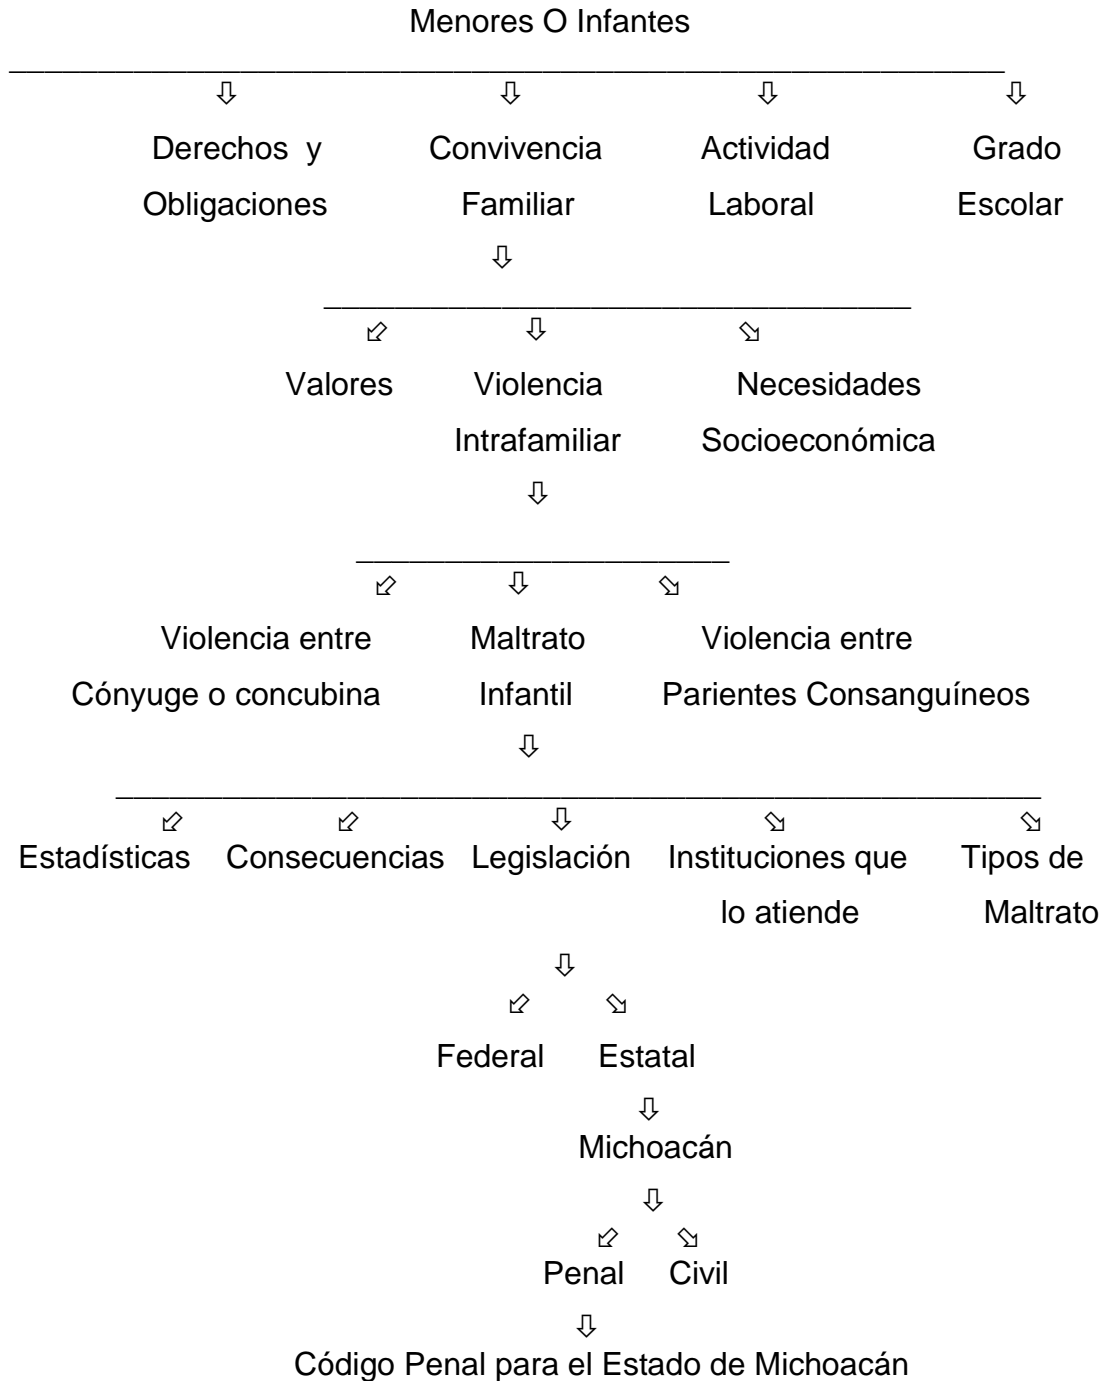 Menores O Infantes
Derechos y Convivencia Actividad Grado
Obligaciones Familiar Laboral Escolar
Valores Violencia Necesidades
Intrafamiliar Socioeconómica
Violencia entre Maltrato Violencia entre
Cónyuge o concubina Infantil Parientes Consanguíneos
Estadísticas Consecuencias Legislación Instituciones que Tipos de
lo atiende Maltrato
Federal Estatal
Michoacán
Penal Civil
Código Penal para el Estado de Michoacán